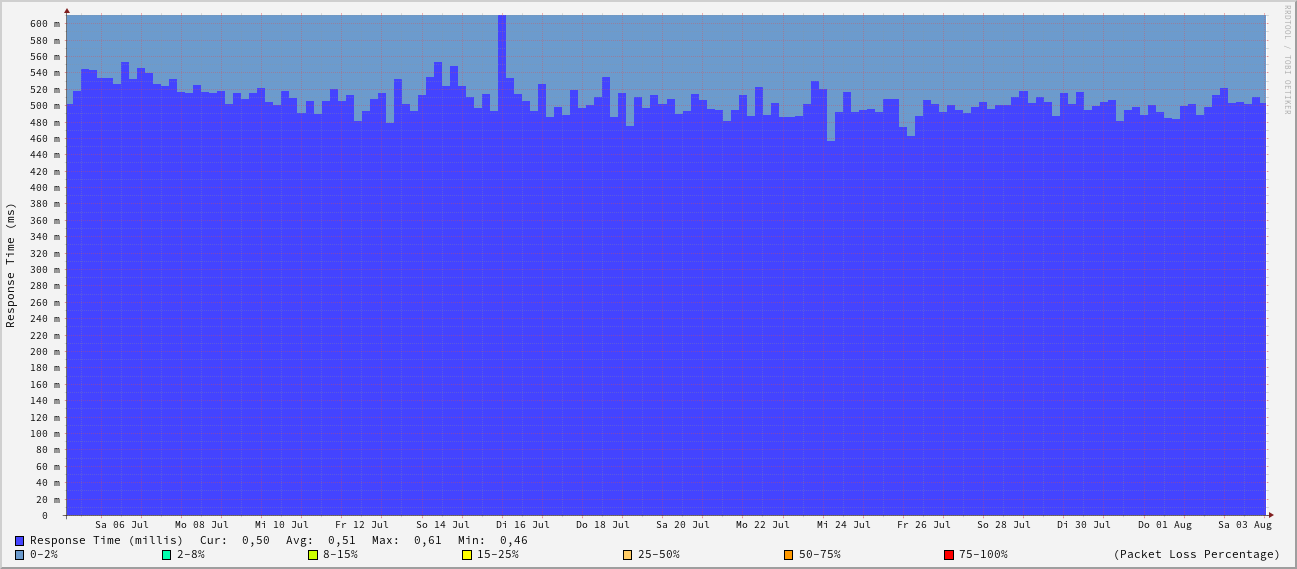 RRDTOOL / TOBI OETIKER
Response Time (ms)
600 m
580 m
560 m
540 m
520 m
500 m
480 m
460 m
440 m
420 m
400 m
380 m
360 m
340 m
320 m
300 m
280 m
260 m
240 m
220 m
200 m
180 m
160 m
140 m
120 m
100 m
80 m
60 m
40 m
20 m
0
Sa 06 Jul Mo 08 Jul Mi 10 Jul Fr 12 Jul So 14 Jul Di 16 Jul Do 18 Jul Sa 20 Jul Mo 22 Jul Mi 24 Jul Fr 26 Jul So 28 Jul Di 30 Jul Do 01 Aug Sa 03 Aug
Response Time (millis) Cur: 0,50 Avg: 0,51 Max: 0,61 Min: 0,46
0-2% 2-8% 8-15% 15-25% 25-50% 50-75% 75-100% (Packet Loss Percentage)